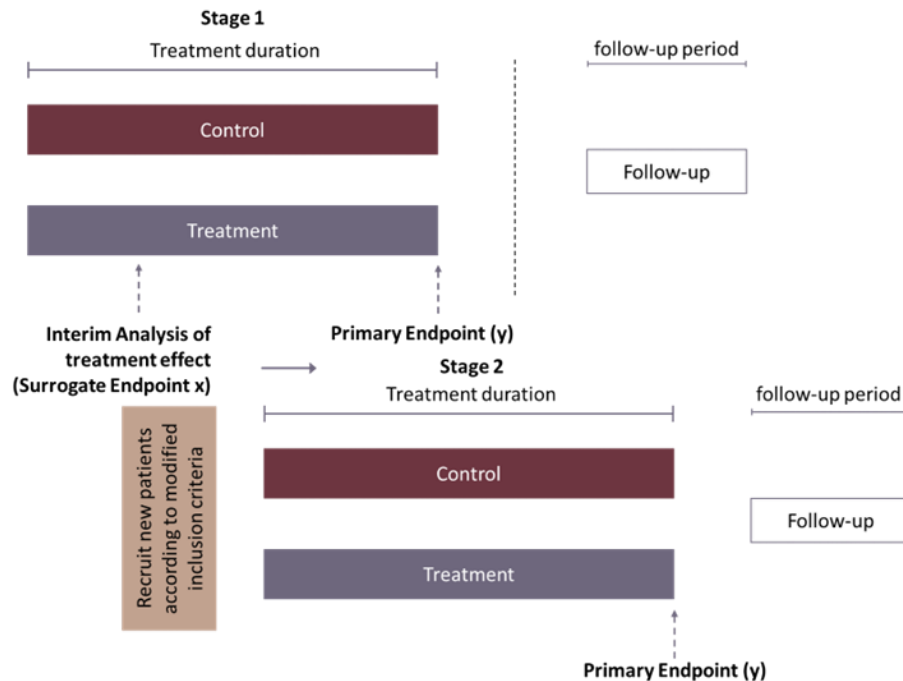 Stage 1
Treatment duration
follow-up period
Control
Follow-up
Treatment
Interim Analysis of
treatment effect
(Surrogate Endpoint x)
Primary Endpoint (y)
Stage 2
Treatment duration
follow-up period
Recruit new patients
according to modified
inclusion criteria
Control
Follow-up
Treatment
Primary Endpoint (y)